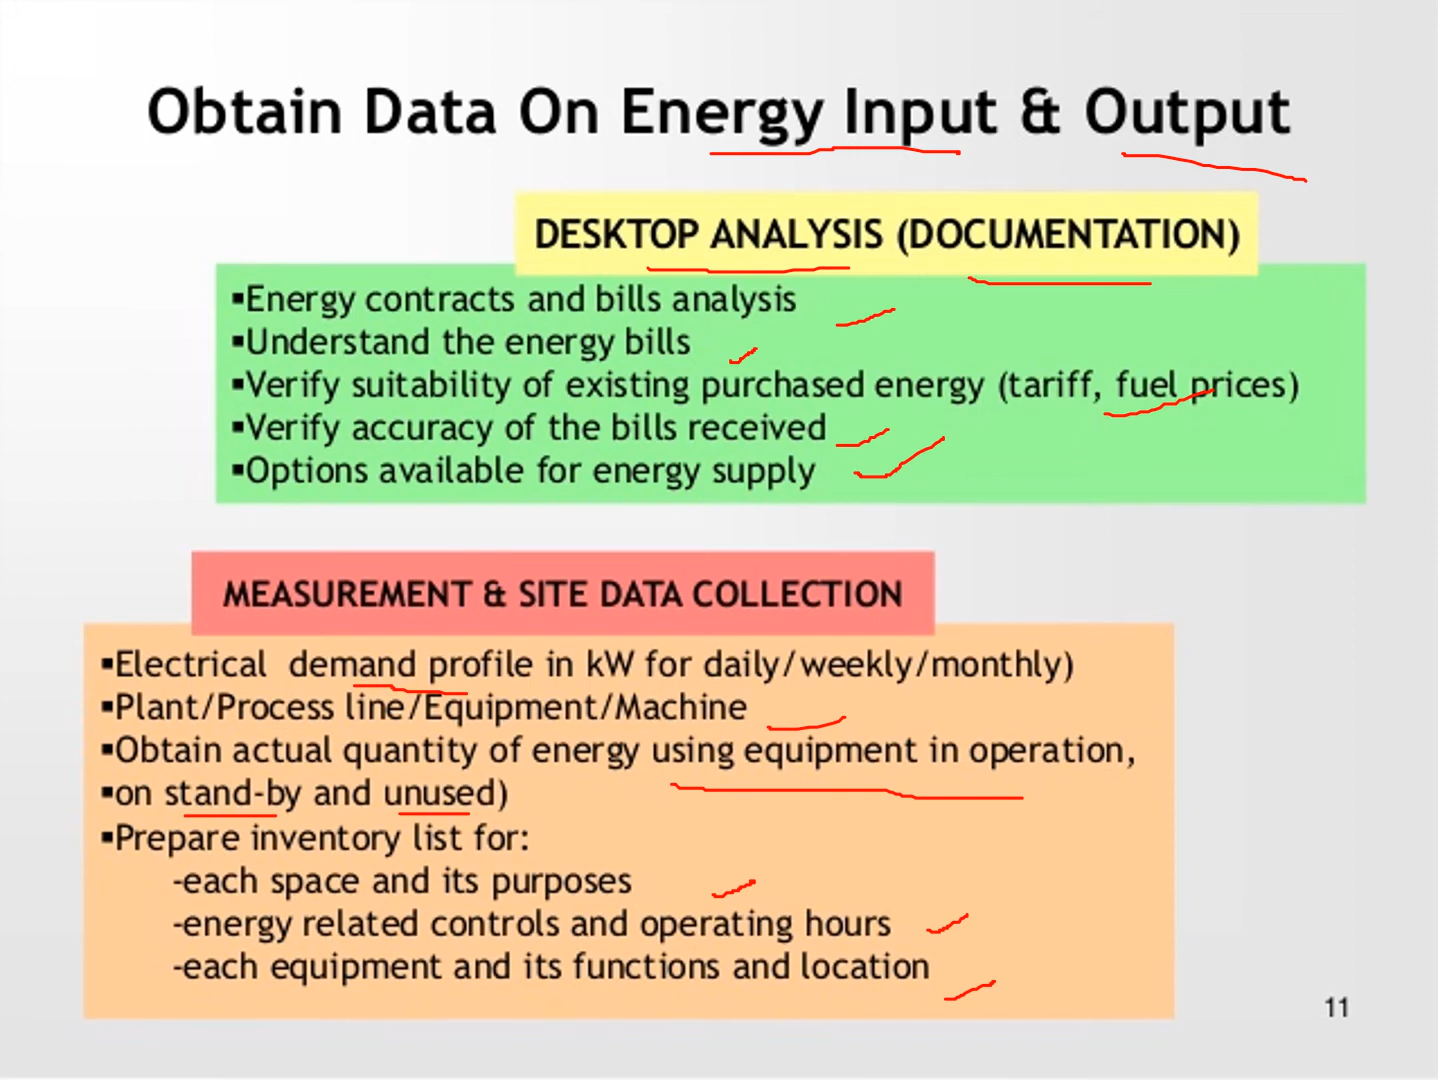 Obtain Data On Energy Input & Output
DESKTOP ANALYSIS (DOCUMENTATION)
▪Energy contracts and bills analysis
▪Understand the energy bills
▪Verify suitability of existing purchased energy (tariff, fuel prices)
▪Verify accuracy of the bills received
▪Options available for energy supply
MEASUREMENT & SITE DATA COLLECTION
▪Electrical demand profile in kW for daily/weekly/monthly)
▪Plant/Process line/Equipment/Machine
▪Obtain actual quantity of energy using equipment in operation,
▪on stand-by and unused)
▪Prepare inventory list for:
-each space and its purposes
-energy related controls and operating hours
-each equipment and its functions and location
11